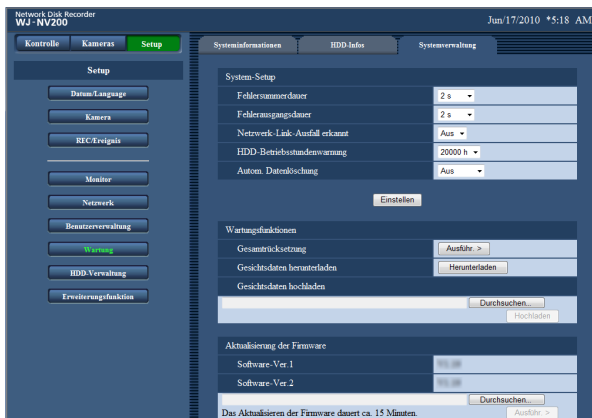 Network Disk Recorder
WJ-NV200
Jun/17/2010 *5:18 AM
Kontrolle Kameras Setup
Systeminformationen HDD-Infos Systemverwaltung
Setup
Datum/Language
Kamera
REC/Ereignis
Monitor
Netzwerk
Benutzerverwaltung
Wartung
HDD-Verwaltung
Erweiterungsfunktion
System-Setup
Fehlersummerdauer 2 s
Fehlerausgangsdauer 2 s
Netzwerk-Link-Ausfall erkannt Aus
HDD-Betriebsstundenwarnung 20000 h
Autom. Datenlöschung Aus
Einstellen
Wartungsfunktionen
Gesamtrücksetzung Ausführ. >
Gesichtsdaten herunterladen Herunterladen
Gesichtsdaten hochladen
Durchsuchen...
Hochladen
Aktualisierung der Firmware
Software-Ver.1
Software-Ver.2
Durchsuchen...
Das Aktualisieren der Firmware dauert ca. 15 Minuten. Ausführ. >